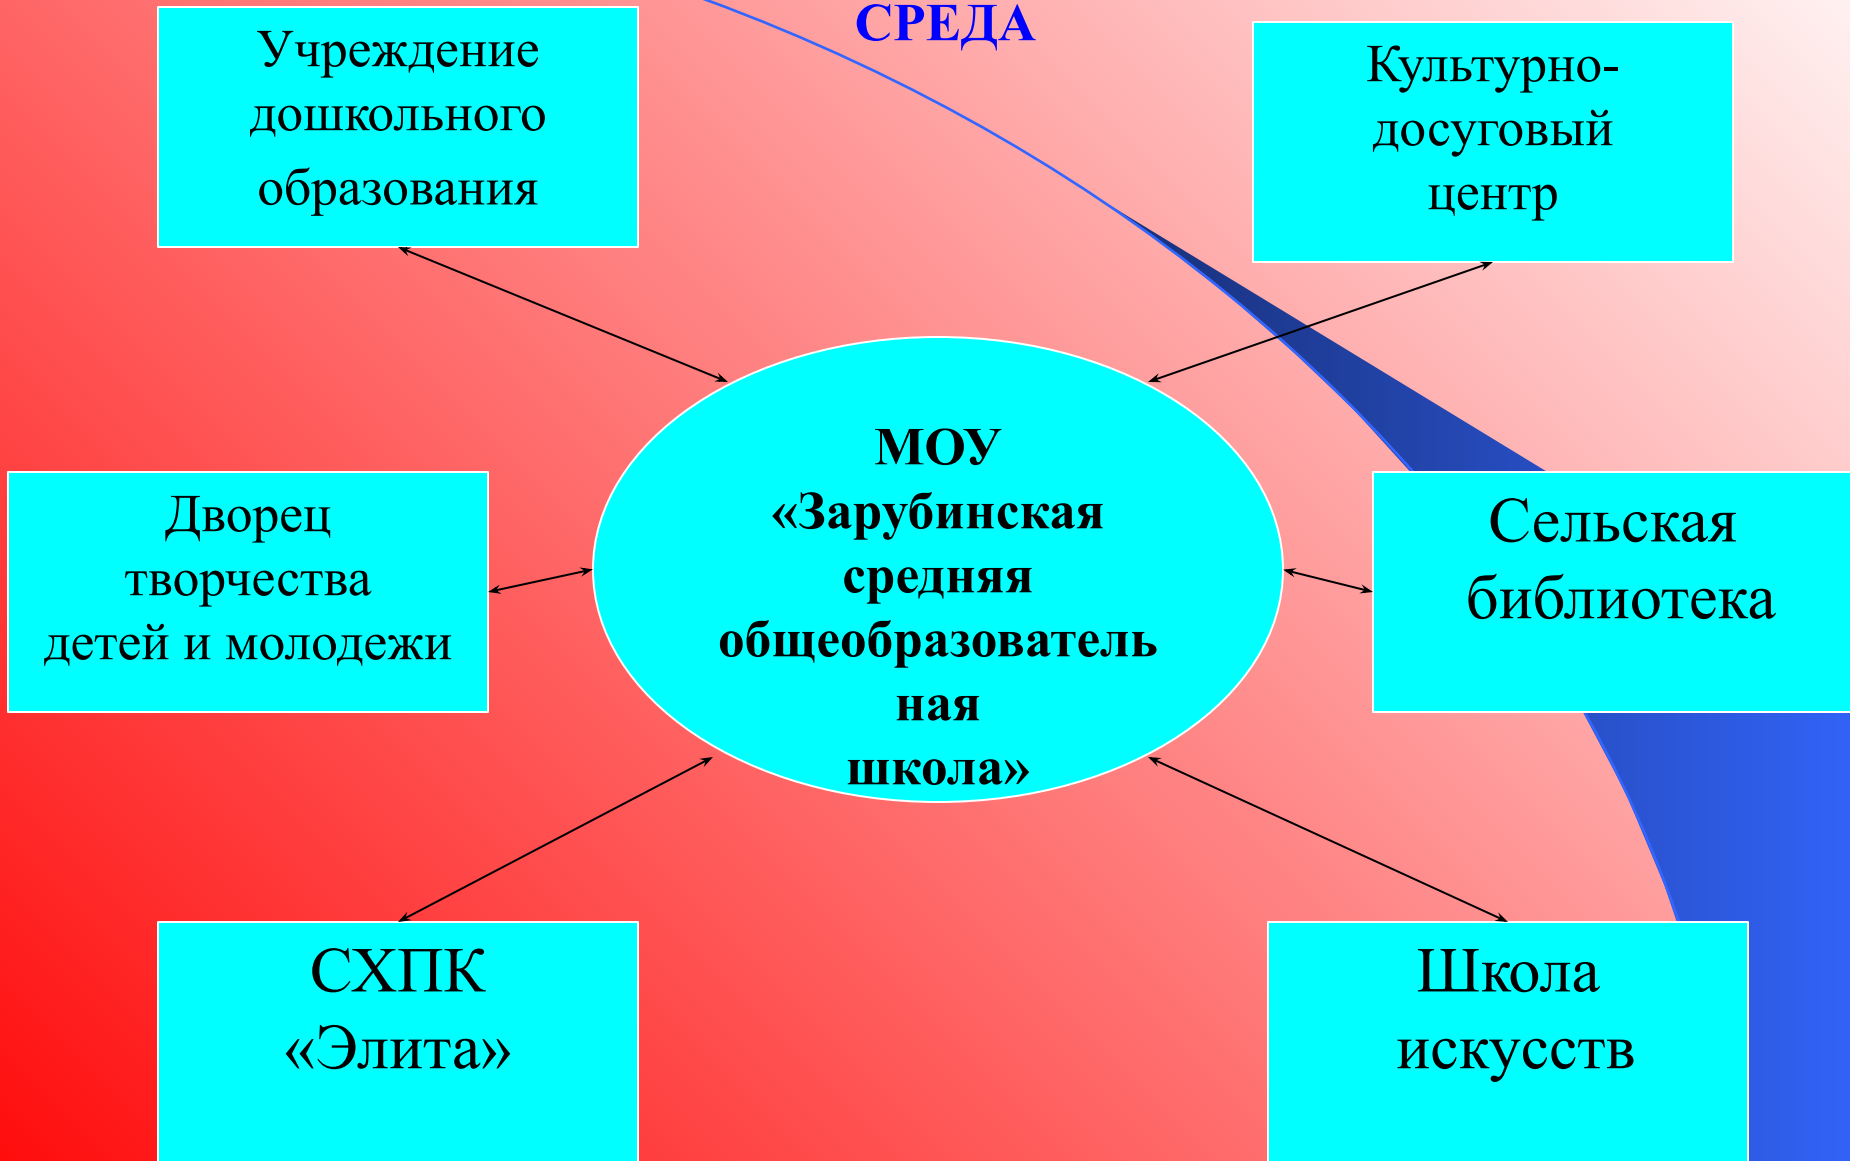 СРЕДА
Учреждение
дошкольного
образования
Культурно-
досуговый
центр
МОУ
«Зарубинская
средняя
общеобразователь
ная
школа»
Дворец
творчества
детей и молодежи
Сельская
библиотека
СХПК
«Элита»
Школа
искусств